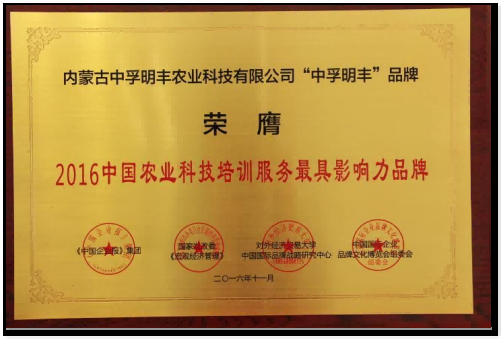 内蒙古中孚明丰农业科技有限公司“中孚明丰”品牌
荣膺
2016中国农业科技培训服务最具影响力品牌
《中国企业报》集团
国家发改委
《宏观经济管理》
对外经济贸易大学
中国国际品牌战略研究中心
中国国际企业
品牌文化博览会组委会
二〇一六年十一月